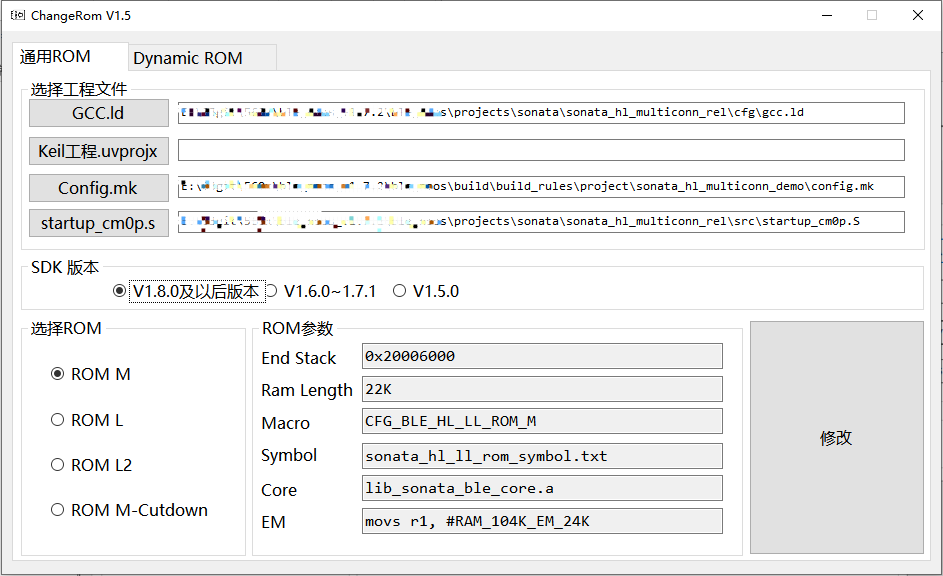 ChangeRom V1.5
通用ROM
Dynamic ROM
选择工程文件
GCC.ld
s\projects\sonata\sonata_hl_multiconn_rel\cfg\gcc.ld
Keil工程.uvprojx
Config.mk
os\build\build_rules\project\sonata_hl_multiconn_demo\config.mk
startup_cm0p.s
s\projects\sonata\sonata_hl_multiconn_rel\src\startup_cm0p.S
SDK 版本
V1.8.0及以后版本 V1.6.0~1.7.1 V1.5.0
选择ROM
ROM M
ROM L
ROM L2
ROM M-Cutdown
ROM参数
End Stack 0x20006000
Ram Length 22K
Macro CFG_BLE_HL_LL_ROM_M
Symbol sonata_hl_ll_rom_symbol.txt
Core lib_sonata_ble_core.a
EM movs r1, #RAM_104K_EM_24K
修改